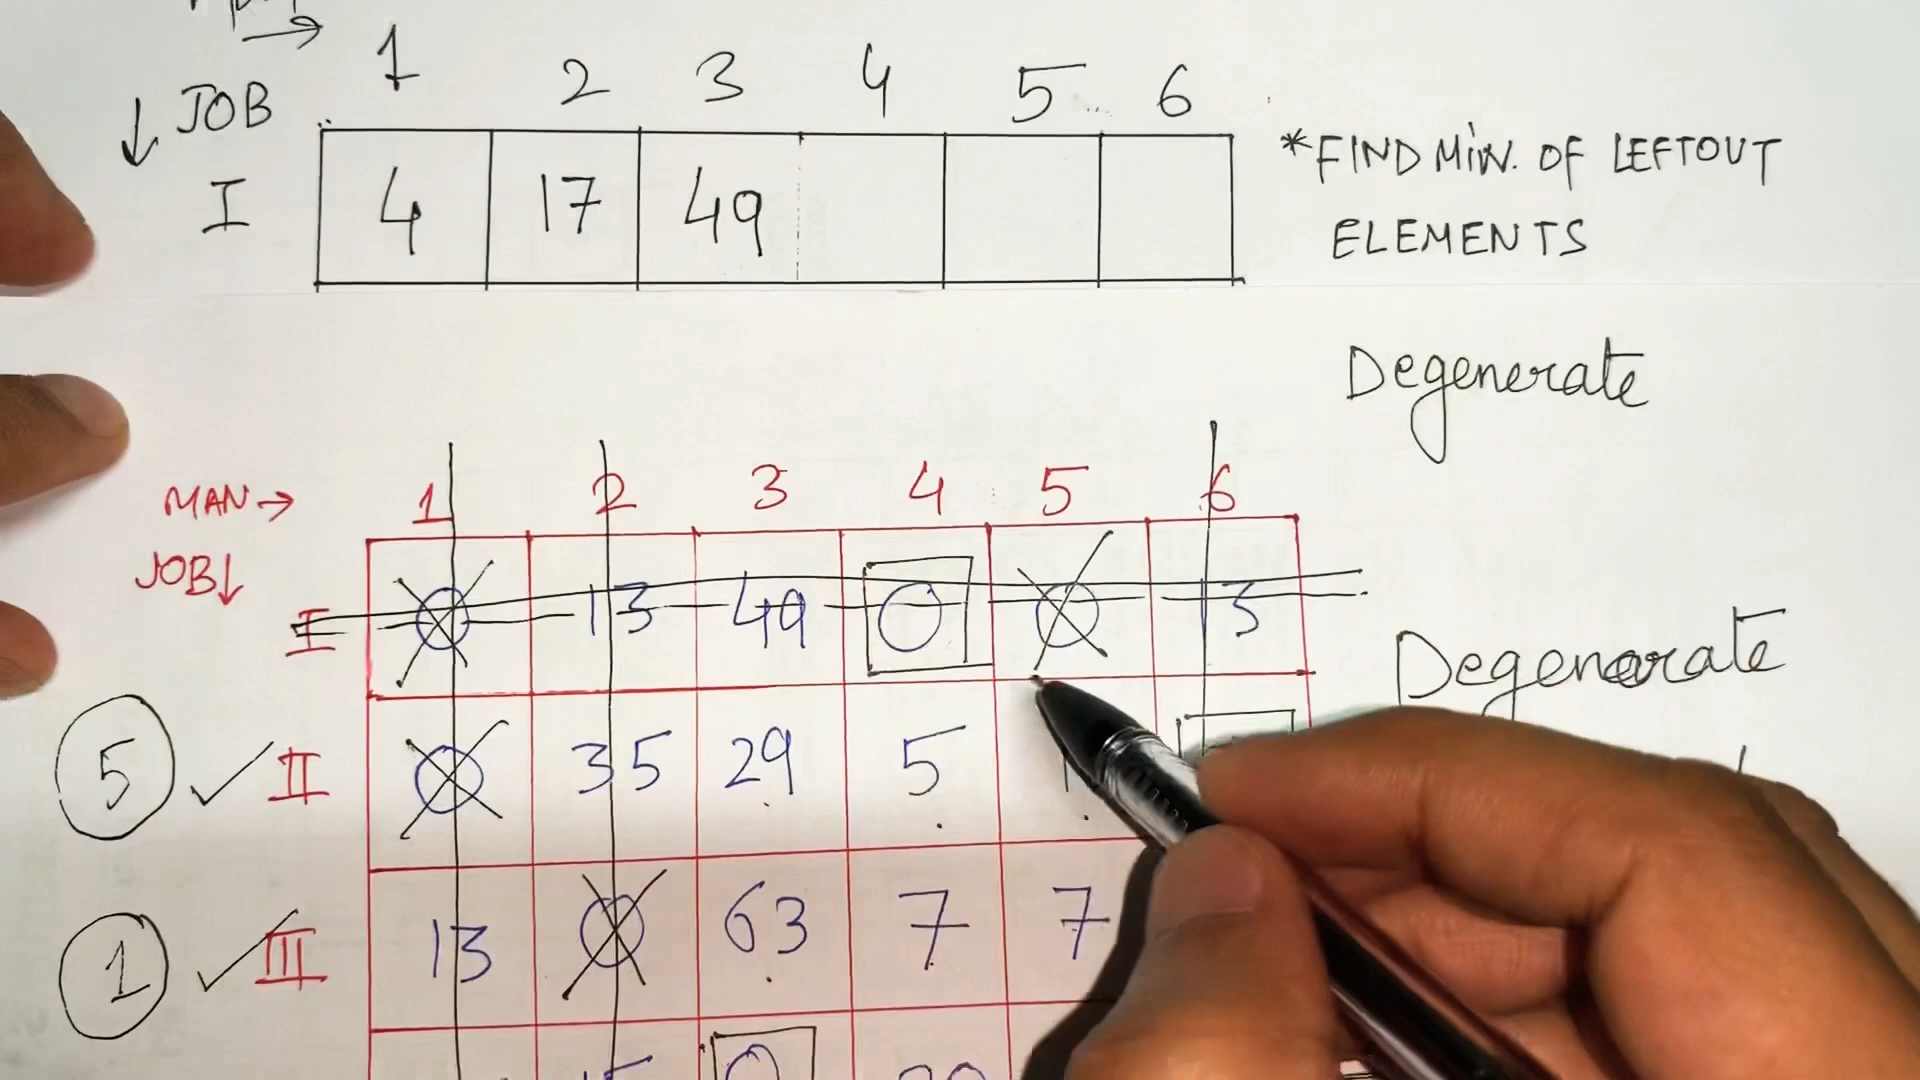 1 2 3 4 5 6
↓ JOB
I 4 17 49
*FIND MIN. OF LEFTOUT
ELEMENTS
Degenerate
MAN → 1 2 3 4 5 6
JOB↓
I 0 13 49 0 0 13
Degenerate
5 ✓ II 0 35 29 5
1 ✓ III 13 0 63 7 7